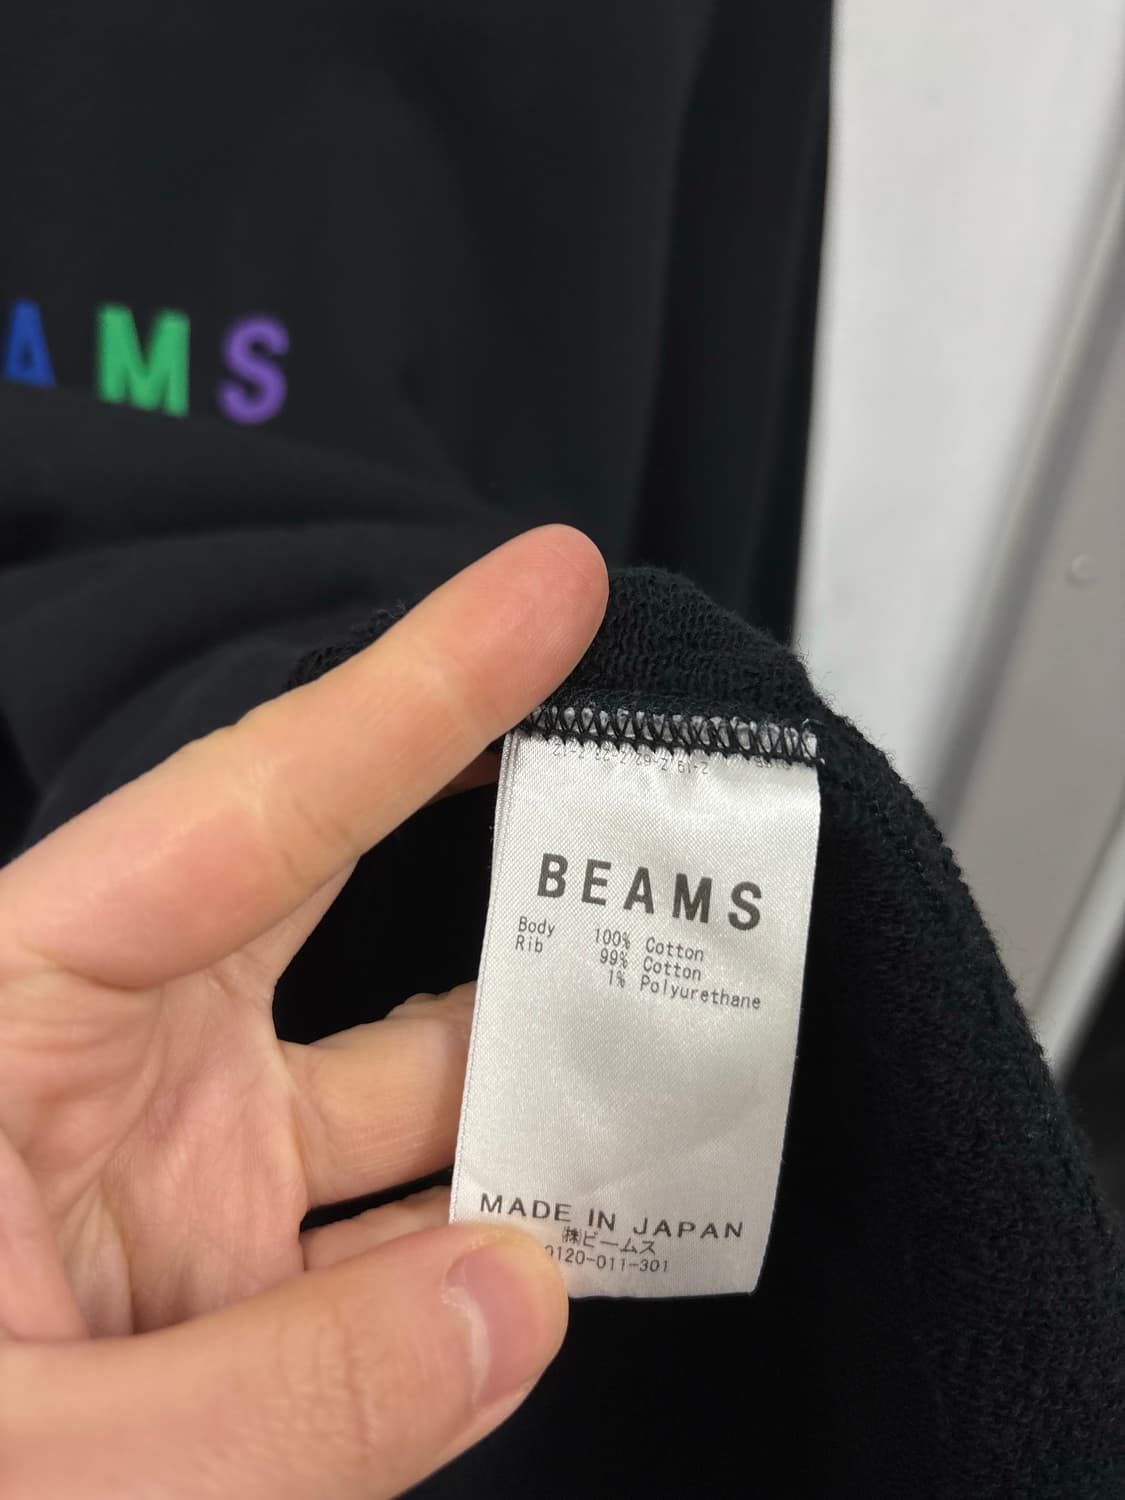 AMS
BEAMS
Body 100% Cotton
Rib 99% Cotton
1% Polyurethane
MADE IN JAPAN
㈱ビームス
0120-011-301